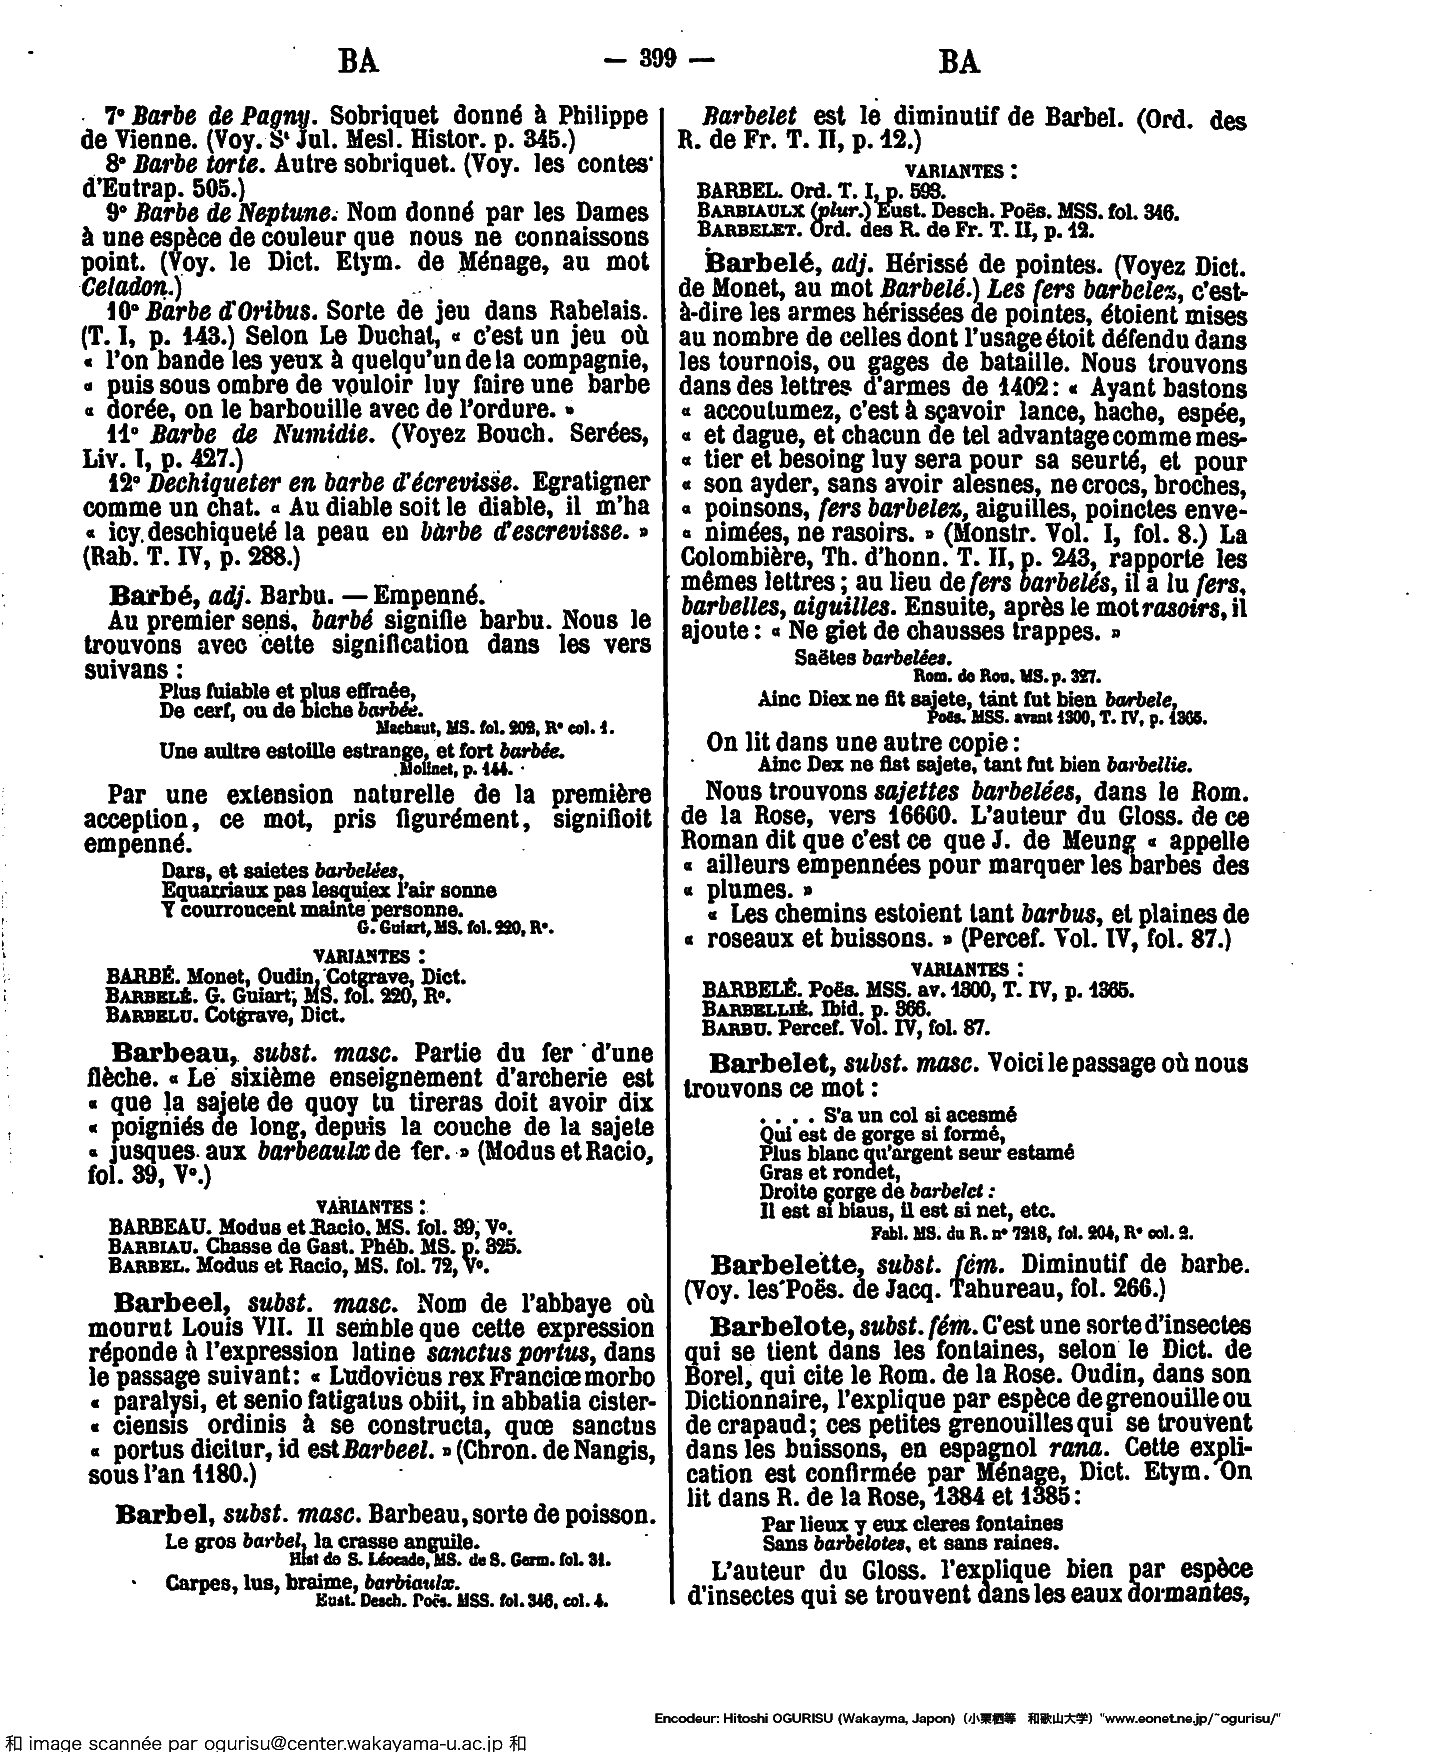 BA — 399 — BA
7° Barbe de Pagny. Sobriquet donné à Philippe
de Vienne. (Voy. St Jul. Mesl. Histor. p. 345.)
8° Barbe torte. Autre sobriquet. (Voy. les contes
d'Eutrap. 505.)
9° Barbe de Neptune. Nom donné par les Dames
à une espèce de couleur que nous ne connaissons
point. (Voy. le Dict. Etym. de Ménage, au mot
Celadon.)
10° Barbe d'Oribus. Sorte de jeu dans Rabelais.
(T. I, p. 143.) Selon Le Duchat, « c'est un jeu où
« l'on bande les yeux à quelqu'un de la compagnie,
« puis sous ombre de vouloir luy faire une barbe
« dorée, on le barbouille avec de l'ordure. »
11° Barbe de Numidie. (Voyez Bouch. Serées,
Liv. I, p. 427.)
12° Dechiqueter en barbe d'écrevisse. Egratigner
comme un chat. « Au diable soit le diable, il m'ha
« icy deschiqueté la peau en barbe d'escrevisse. »
(Rab. T. IV, p. 288.)
Barbé, adj. Barbu. — Empenné.
Au premier sens, barbé signifie barbu. Nous le
trouvons avec cette signification dans les vers
suivans :
Plus fuiable et plus effraée,
De cerf, ou de biche barbée.
Machaut, MS. fol. 202, R° col. 1.
Une aultre estoille estrange, et fort barbée.
Molinet, p. 144.
Par une extension naturelle de la première
acception, ce mot, pris figurément, signifioit
empenné.
Dars, et saietes barbelées,
Equarriaux pas lesquiex l'air sonne
Y courroucent mainte personne.
G. Guiart, MS. fol. 220, R°.
VARIANTES :
BARBÉ. Monet, Oudin, Cotgrave, Dict.
BARBELÉ. G. Guiart, MS. fol. 220, R°.
BARBELU. Cotgrave, Dict.
Barbeau, subst. masc. Partie du fer d'une
flèche. « Le sixième enseignement d'archerie est
« que la sajete de quoy tu tireras doit avoir dix
« poigniés de long, depuis la couche de la sajete
« jusques aux barbeaulx de fer. » (Modus et Racio,
fol. 39, V°.)
VARIANTES :
BARBEAU. Modus et Racio, MS. fol. 39, V°.
BARBIAU. Chasse de Gast. Phéb. MS. p. 325.
BARBEL. Modus et Racio, MS. fol. 72, V°.
Barbeel, subst. masc. Nom de l'abbaye où
mourut Louis VII. Il semble que cette expression
réponde à l'expression latine sanctus portus, dans
le passage suivant : « Ludovicus rex Franciœ morbo
« paralysi, et senio fatigatus obiit, in abbatia cister-
« ciensis ordinis à se constructa, quœ sanctus
« portus dicitur, id est Barbeel. » (Chron. de Nangis,
sous l'an 1180.)
Barbel, subst. masc. Barbeau, sorte de poisson.
Le gros barbel, la crasse anguile.
Hist de S. Léocade, MS. de S. Germ. fol. 31.
Carpes, lus, braime, barbiaulx.
Eust. Desch. Poës. MSS. fol. 346, col. 4.
Barbelet est le diminutif de Barbel. (Ord. des
R. de Fr. T. II, p. 12.)
VARIANTES :
BARBEL. Ord. T. I, p. 593.
BARBIAULX (plur.) Eust. Desch. Poës. MSS. fol. 346.
BARBELET. Ord. des R. de Fr. T. II, p. 12.
Barbelé, adj. Hérissé de pointes. (Voyez Dict.
de Monet, au mot Barbelé.) Les fers barbelez, c'est-
à-dire les armes hérissées de pointes, étoient mises
au nombre de celles dont l'usage étoit défendu dans
les tournois, ou gages de bataille. Nous trouvons
dans des lettres d'armes de 1402 : « Ayant bastons
« accoutumez, c'est à sçavoir lance, hache, espée,
« et dague, et chacun de tel advantage comme mes-
« tier et besoing luy sera pour sa seurté, et pour
« son ayder, sans avoir alesnes, ne crocs, broches,
« poinsons, fers barbelez, aiguilles, poinctes enve-
« nimées, ne rasoirs. » (Monstr. Vol. I, fol. 8.) La
Colombière, Th. d'honn. T. II, p. 243, rapporte les
mêmes lettres ; au lieu de fers barbelés, il a lu fers,
barbelles, aiguilles. Ensuite, après le mot rasoirs, il
ajoute : « Ne giet de chausses trappes. »
Saëtes barbelées.
Rom. de Rou, MS. p. 327.
Ainc Diex ne fit sajete, tant fut bien barbele,
Poës. MSS. avant 1300, T. IV, p. 1365.
On lit dans une autre copie :
Ainc Dex ne fist sajete, tant fut bien barbellie.
Nous trouvons sajettes barbelées, dans le Rom.
de la Rose, vers 16660. L'auteur du Gloss. de ce
Roman dit que c'est ce que J. de Meung « appelle
« ailleurs empennées pour marquer les barbes des
« plumes. »
« Les chemins estoient tant barbus, et plaines de
« roseaux et buissons. » (Percef. Vol. IV, fol. 87.)
VARIANTES :
BARBELÉ. Poës. MSS. av. 1300, T. IV, p. 1365.
BARBELLIÉ. Ibid. p. 366.
BARBU. Percef. Vol. IV, fol. 87.
Barbelet, subst. masc. Voici le passage où nous
trouvons ce mot :
. . . . S'a un col si acesmé
Qui est de gorge si formé,
Plus blanc qu'argent seur estamé
Gras et rondet,
Droite gorge de barbelet :
Il est si biaus, il est si net, etc.
Fabl. MS. du R. n° 7218, fol. 204, R° col. 2.
Barbelette, subst. fém. Diminutif de barbe.
(Voy. les Poës. de Jacq. Tahureau, fol. 266.)
Barbelote, subst. fém. C'est une sorte d'insectes
qui se tient dans les fontaines, selon le Dict. de
Borel, qui cite le Rom. de la Rose. Oudin, dans son
Dictionnaire, l'explique par espèce de grenouille ou
de crapaud ; ces petites grenouilles qui se trouvent
dans les buissons, en espagnol rana. Cette expli-
cation est confirmée par Ménage, Dict. Etym. On
lit dans R. de la Rose, 1384 et 1385 :
Par lieux y eux cleres fontaines
Sans barbelotes, et sans raines.
L'auteur du Gloss. l'explique bien par espèce
d'insectes qui se trouvent dans les eaux dormantes,
Encodeur: Hitoshi OGURISU (Wakayma, Japon) (小栗栖等 和歌山大学) "www.eonet.ne.jp/~ogurisu/"
和 image scannée par ogurisu@center.wakayama-u.ac.jp 和